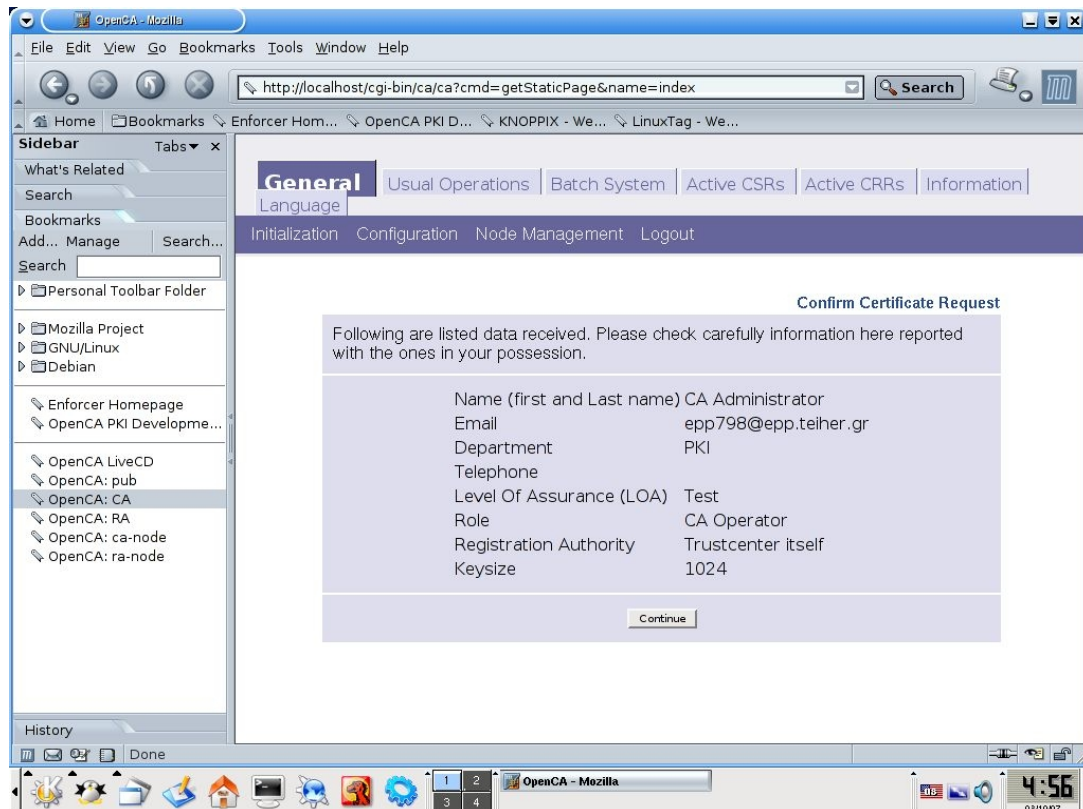 OpenCA - Mozilla
File Edit View Go Bookmarks Tools Window Help
http://localhost/cgi-bin/ca/ca?cmd=getStaticPage&name=index
Search
Home Bookmarks Enforcer Hom... OpenCA PKI D... KNOPPIX - We... LinuxTag - We...
Sidebar Tabs x
What's Related
Search
Bookmarks
Add... Manage Search...
Search
Personal Toolbar Folder
Mozilla Project
GNU/Linux
Debian
Enforcer Homepage
OpenCA PKI Developme...
OpenCA LiveCD
OpenCA: pub
OpenCA: CA
OpenCA: RA
OpenCA: ca-node
OpenCA: ra-node
History
General Usual Operations Batch System Active CSRs Active CRRs Information
Language
Initialization Configuration Node Management Logout
Confirm Certificate Request
Following are listed data received. Please check carefully information here reported
with the ones in your possession.
Name (first and Last name) CA Administrator
Email epp798@epp.teiher.gr
Department PKI
Telephone
Level Of Assurance (LOA) Test
Role CA Operator
Registration Authority Trustcenter itself
Keysize 1024
Continue
Done
1 2
3 4
OpenCA - Mozilla
us
4:56